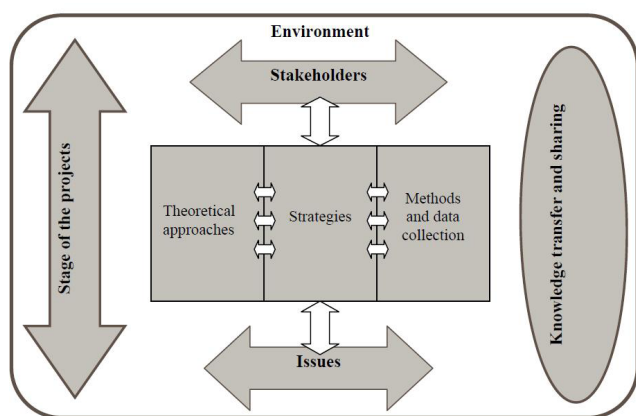 Environment
Stakeholders
Stage of the projects
Theoretical
approaches
Strategies
Methods
and data
collection
Knowledge transfer and sharing
Issues